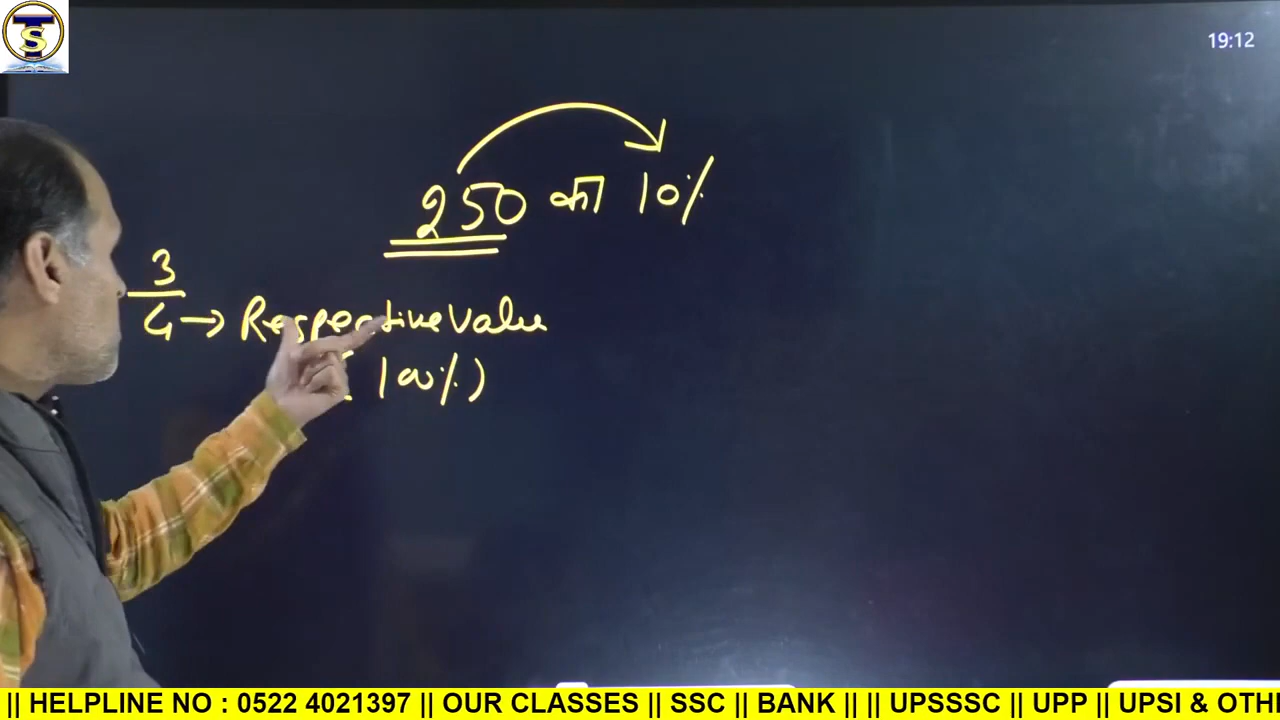 TS
19:12
250 का 10%
3
4 → Respective Value
( 100% )
|| HELPLINE NO : 0522 4021397 || OUR CLASSES || SSC || BANK || || UPSSSC || UPP || UPSI & OTH